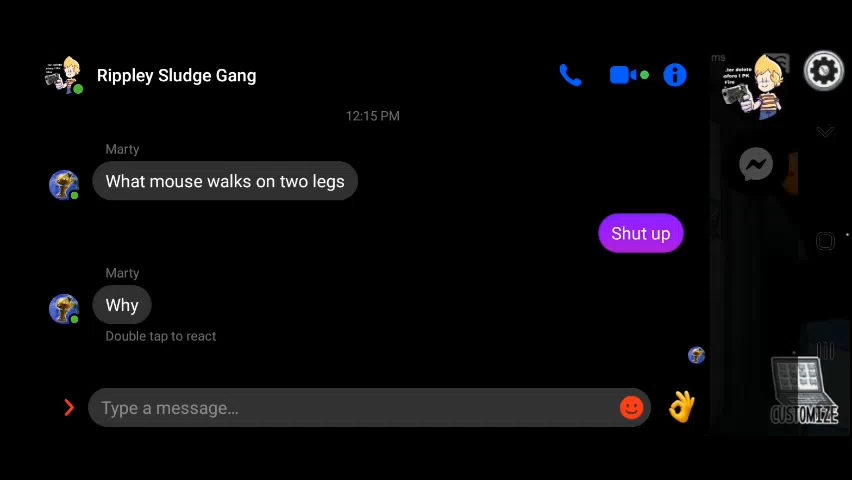 Rippley Sludge Gang
ms
12:15 PM
Marty
What mouse walks on two legs
Shut up
Marty
Why
Double tap to react
Type a message...
CUSTOMIZE